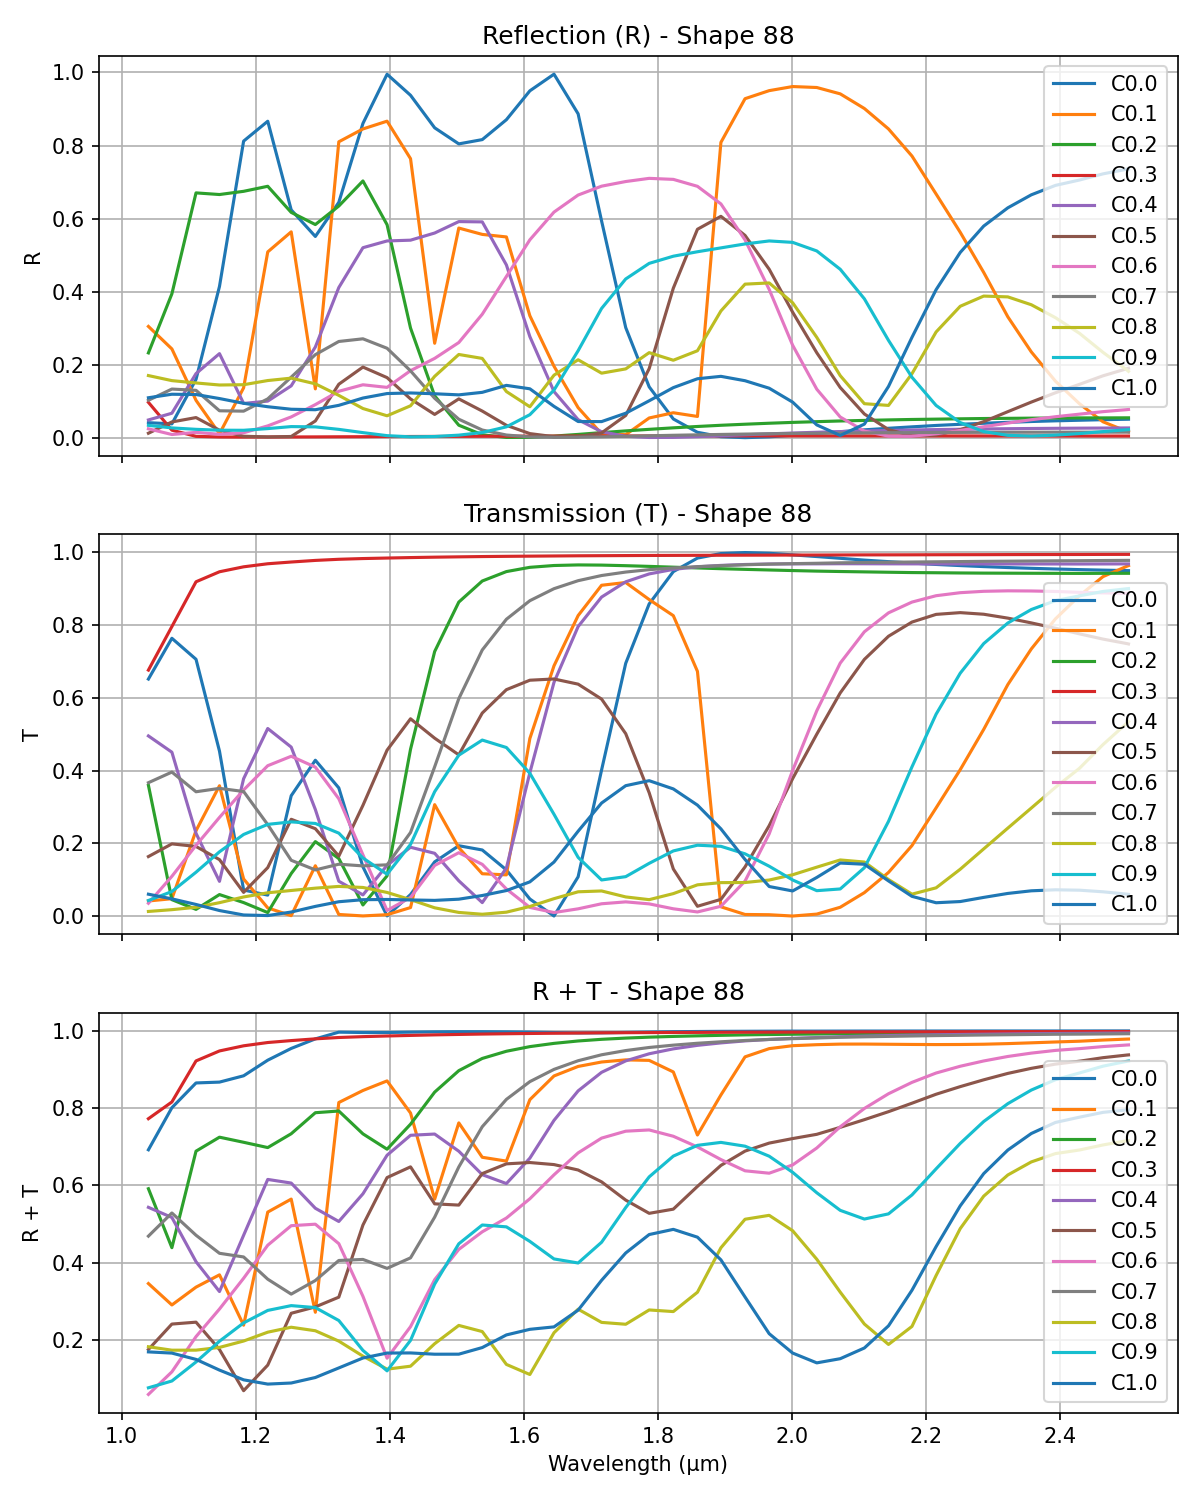 Reflection (R) - Shape 88
1.0
0.8
0.6
0.4
0.2
0.0
R
C0.0
C0.1
C0.2
C0.3
C0.4
C0.5
C0.6
C0.7
C0.8
C0.9
C1.0
Transmission (T) - Shape 88
1.0
0.8
0.6
0.4
0.2
0.0
T
C0.0
C0.1
C0.2
C0.3
C0.4
C0.5
C0.6
C0.7
C0.8
C0.9
C1.0
R + T - Shape 88
1.0
0.8
0.6
0.4
0.2
R + T
C0.0
C0.1
C0.2
C0.3
C0.4
C0.5
C0.6
C0.7
C0.8
C0.9
C1.0
1.0 1.2 1.4 1.6 1.8 2.0 2.2 2.4
Wavelength (μm)